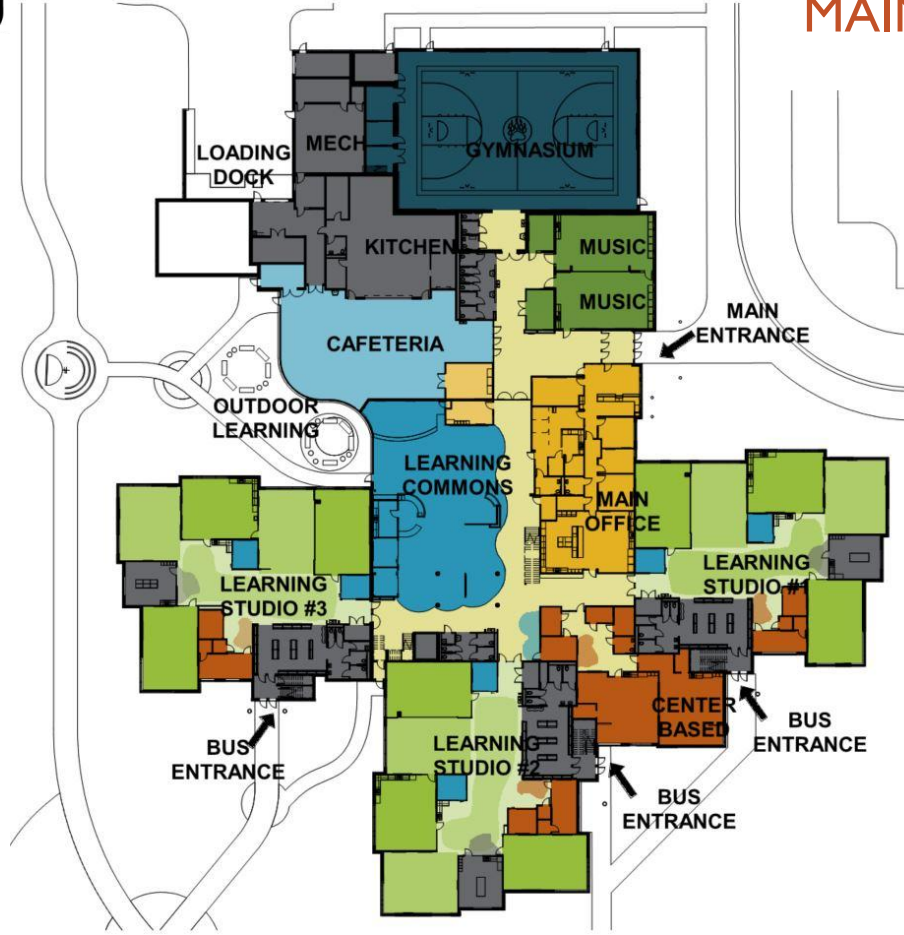 MAIN
MECH
GYMNASIUM
LOADING
DOCK
KITCHEN
MUSIC
MUSIC
MAIN
ENTRANCE
CAFETERIA
OUTDOOR
LEARNING
LEARNING
COMMONS
MAIN
OFFICE
LEARNING
STUDIO #3
LEARNING
STUDIO #1
CENTER
BASED
BUS
ENTRANCE
LEARNING
STUDIO #2
BUS
ENTRANCE
BUS
ENTRANCE